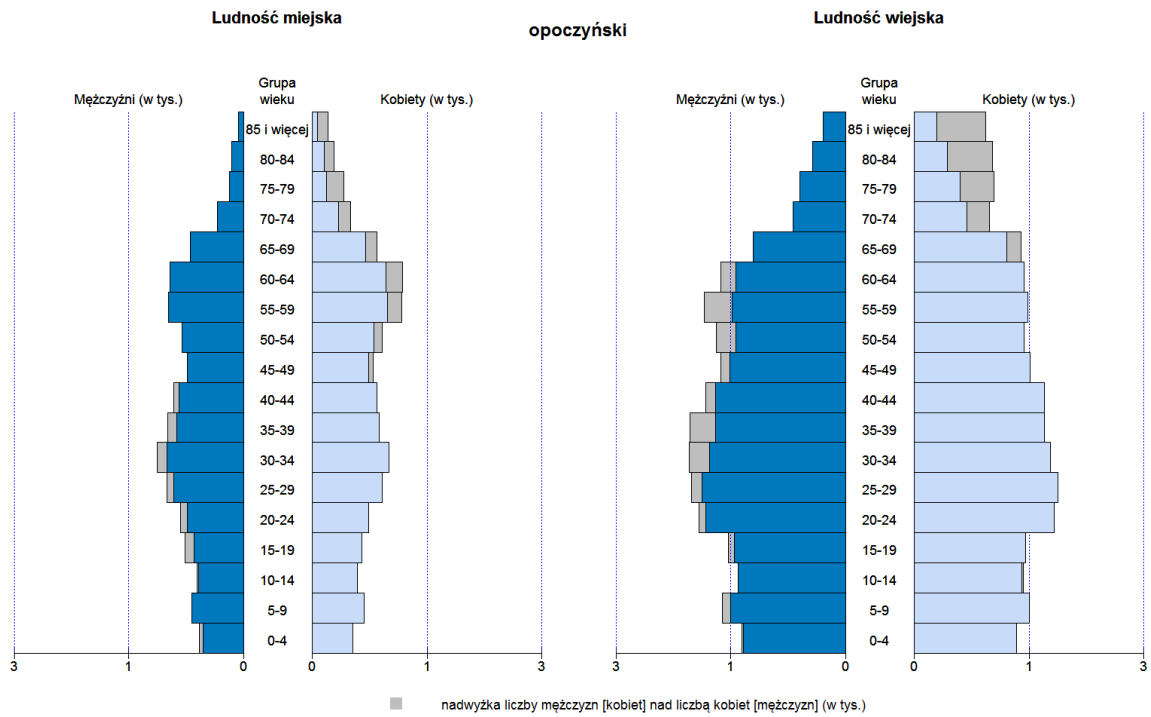 Ludność miejska
opoczyński
Ludność wiejska
Mężczyźni (w tys.)
Grupa
wieku
Kobiety (w tys.)
Mężczyźni (w tys.)
Grupa
wieku
Kobiety (w tys.)
85 i więcej
80-84
75-79
70-74
65-69
60-64
55-59
50-54
45-49
40-44
35-39
30-34
25-29
20-24
15-19
10-14
5-9
0-4
3 1 0 0 1 3
85 i więcej
80-84
75-79
70-74
65-69
60-64
55-59
50-54
45-49
40-44
35-39
30-34
25-29
20-24
15-19
10-14
5-9
0-4
3 1 0 0 1 3
nadwyżka liczby mężczyzn [kobiet] nad liczbą kobiet [mężczyzn] (w tys.)